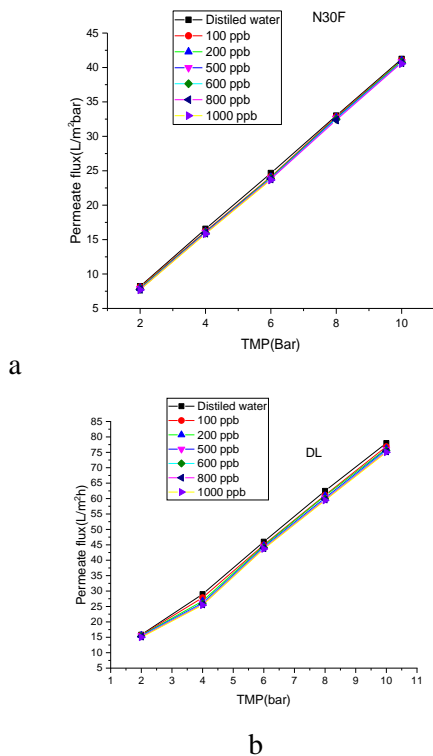 N30F
Distiled water
100 ppb
200 ppb
500 ppb
600 ppb
800 ppb
1000 ppb
45
40
35
30
25
20
15
10
5
Permeate flux(L/m²bar)
2 4 6 8 10
TMP(Bar)
a
DL
Distiled water
100 ppb
200 ppb
500 ppb
600 ppb
800 ppb
1000 ppb
85
80
75
70
65
60
55
50
45
40
35
30
25
20
15
10
5
Permeate flux(L/m²h)
1 2 3 4 5 6 7 8 9 10 11
TMP(bar)
b